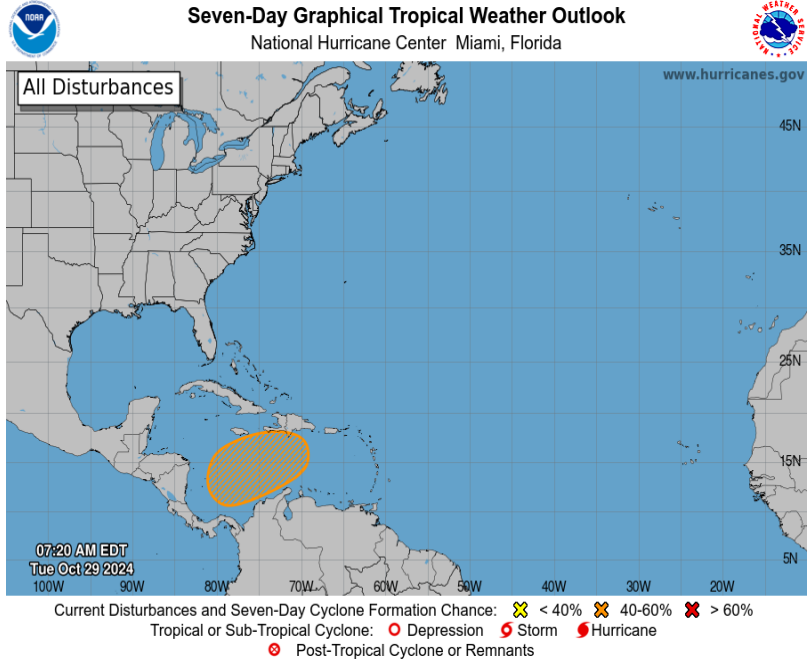 NOAA
Seven-Day Graphical Tropical Weather Outlook
National Hurricane Center Miami, Florida
NATIONAL WEATHER SERVICE
All Disturbances
www.hurricanes.gov
45N
35N
25N
15N
5N
07:20 AM EDT
Tue Oct 29 2024
100W 90W 80W 70W 60W 50W 40W 30W 20W
Current Disturbances and Seven-Day Cyclone Formation Chance: < 40% 40-60% > 60%
Tropical or Sub-Tropical Cyclone: Depression Storm Hurricane
Post-Tropical Cyclone or Remnants